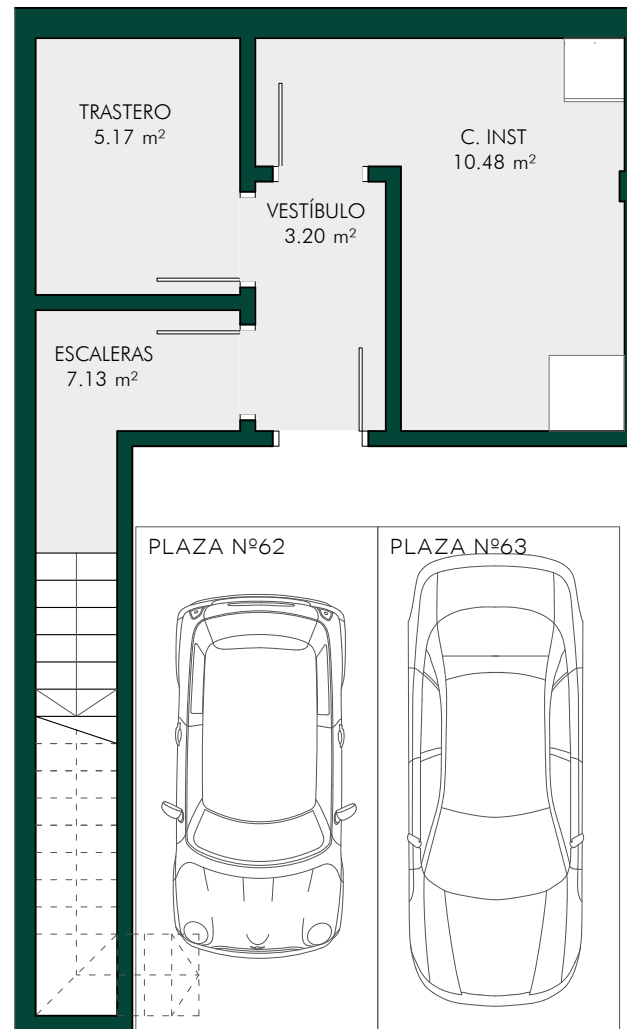 TRASTERO
5.17 m²
C. INST
10.48 m²
VESTÍBULO
3.20 m²
ESCALERAS
7.13 m²
PLAZA Nº62
PLAZA Nº63